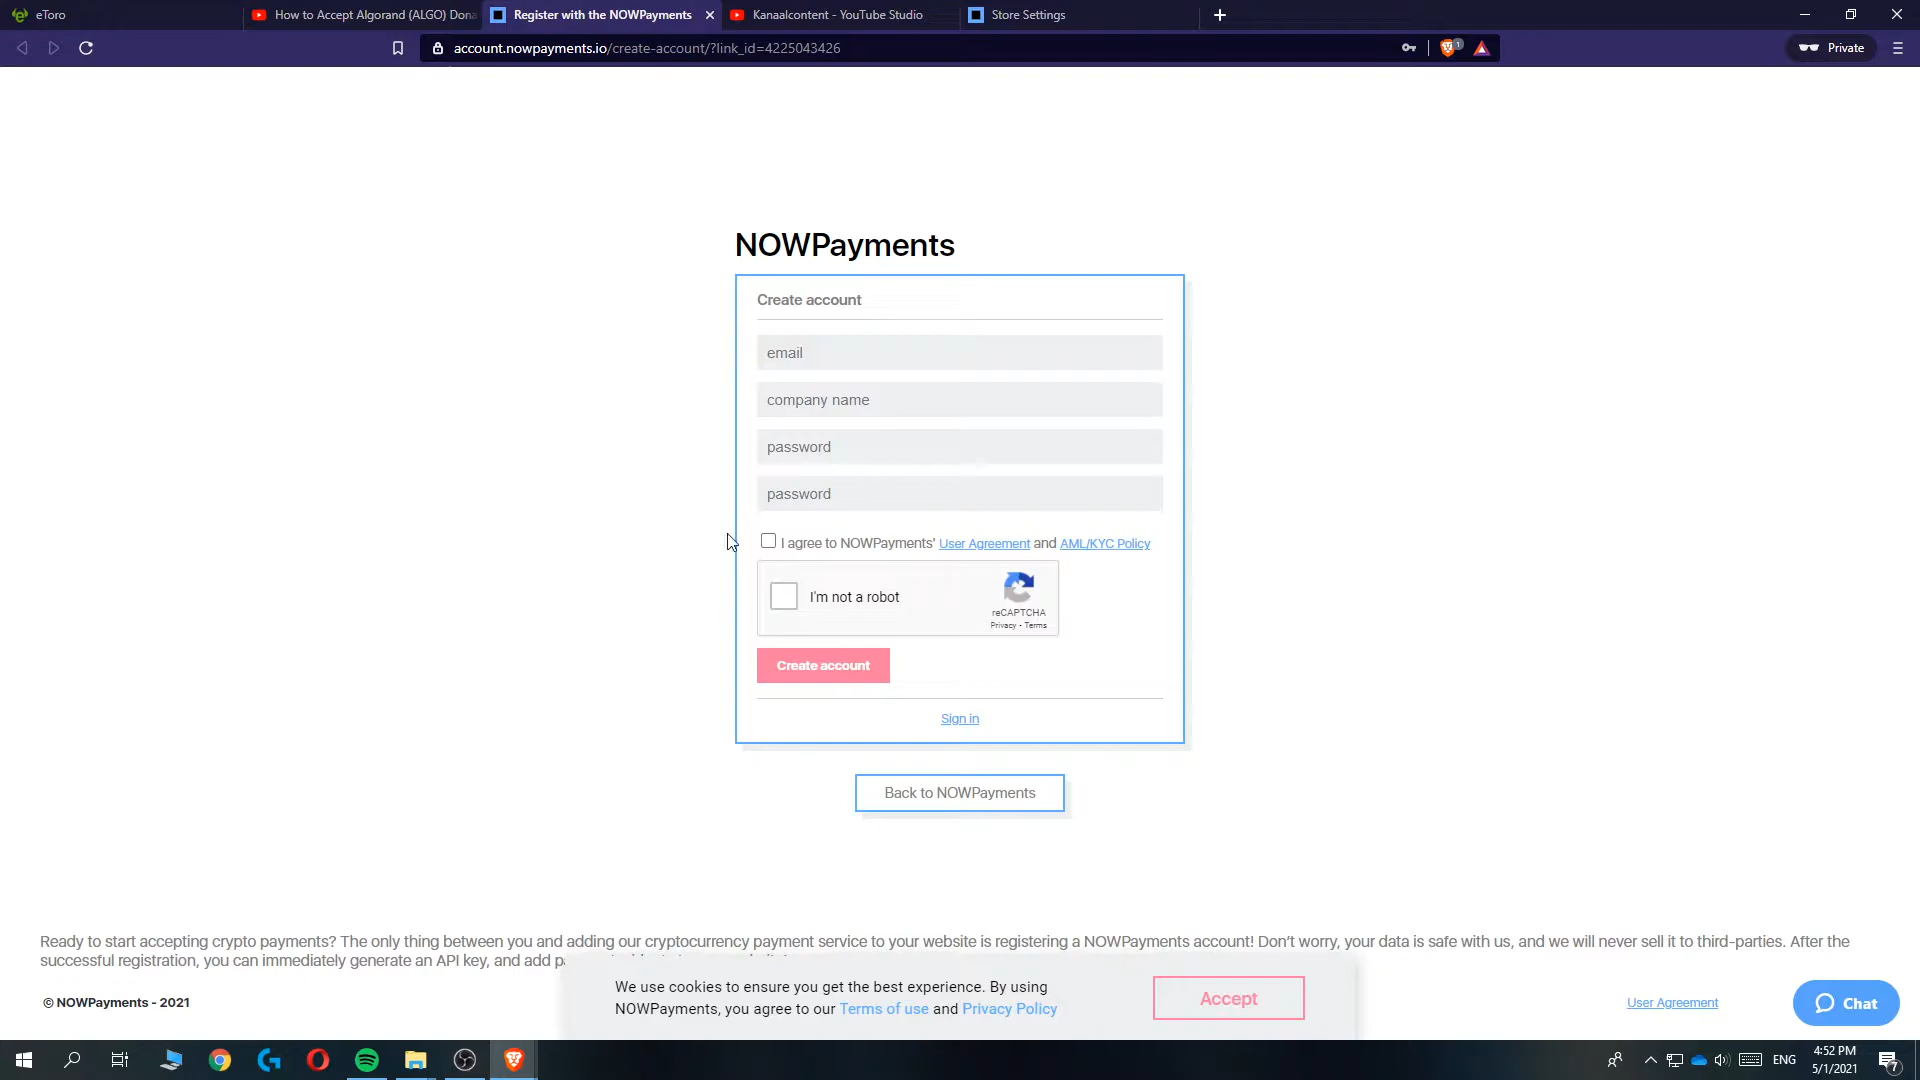 eToro
How to Accept Algorand (ALGO) Dona
Register with the NOWPayments
Kanaalcontent - YouTube Studio
Store Settings
account.nowpayments.io/create-account/?link_id=4225043426
1
Private
NOWPayments
Create account
email
company name
password
password
I agree to NOWPayments' User Agreement and AML/KYC Policy
I'm not a robot
reCAPTCHA
Privacy - Terms
Create account
Sign in
Back to NOWPayments
Ready to start accepting crypto payments? The only thing between you and adding our cryptocurrency payment service to your website is registering a NOWPayments account! Don't worry, your data is safe with us, and we will never sell it to third-parties. After the
successful registration, you can immediately generate an API key, and add
We use cookies to ensure you get the best experience. By using
NOWPayments, you agree to our Terms of use and Privacy Policy
Accept
© NOWPayments - 2021
User Agreement
Chat
ENG
4:52 PM
5/1/2021
7